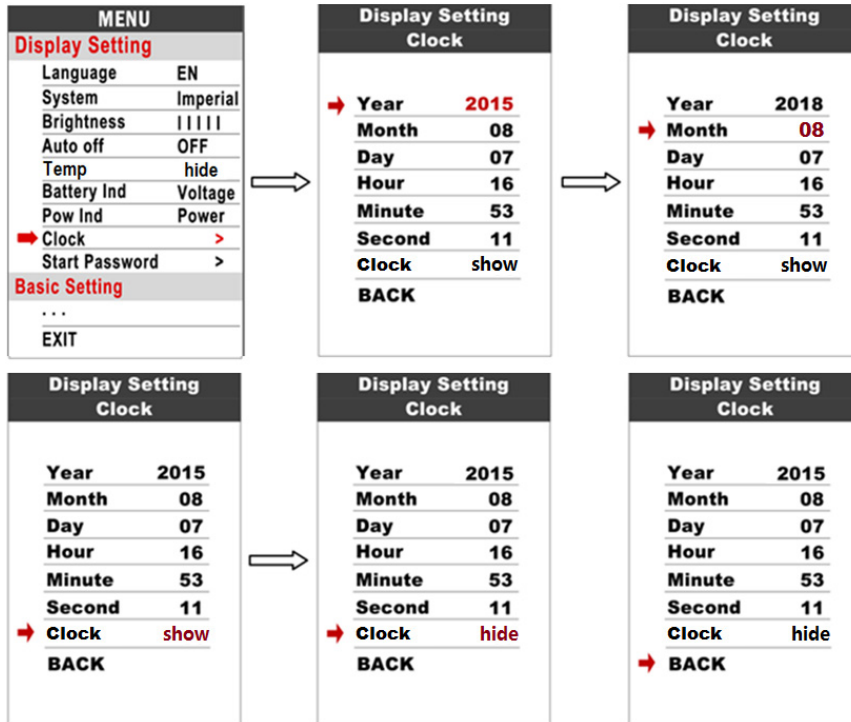 MENU
Display Setting
Language EN
System Imperial
Brightness IIIII
Auto off OFF
Temp hide
Battery Ind Voltage
Pow Ind Power
Clock >
Start Password >
Basic Setting
...
EXIT
Display Setting
Clock
Year 2015
Month 08
Day 07
Hour 16
Minute 53
Second 11
Clock show
BACK
Display Setting
Clock
Year 2018
Month 08
Day 07
Hour 16
Minute 53
Second 11
Clock show
BACK
Display Setting
Clock
Year 2015
Month 08
Day 07
Hour 16
Minute 53
Second 11
Clock show
BACK
Display Setting
Clock
Year 2015
Month 08
Day 07
Hour 16
Minute 53
Second 11
Clock hide
BACK
Display Setting
Clock
Year 2015
Month 08
Day 07
Hour 16
Minute 53
Second 11
Clock hide
BACK